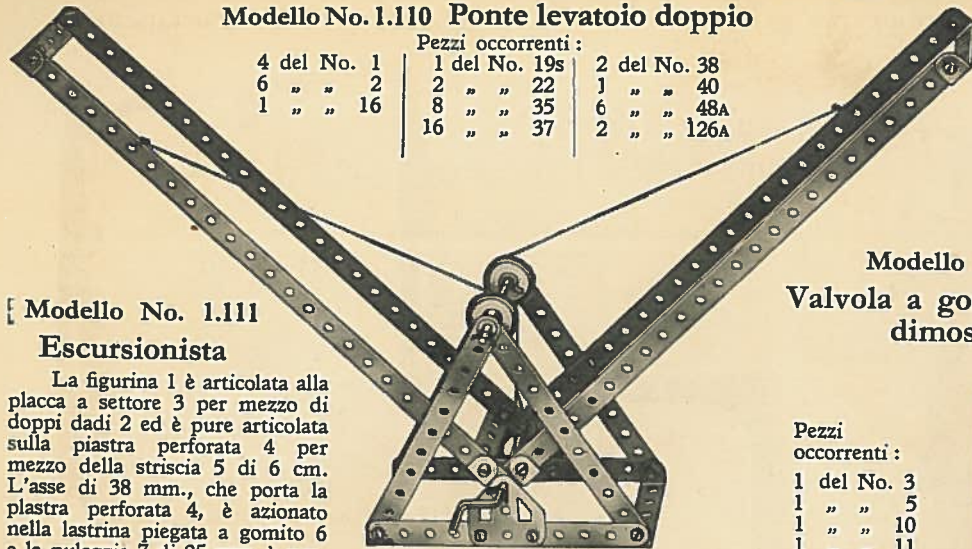 Modello No. 1.110 Ponte levatoio doppio
Pezzi occorrenti :
4 del No. 1
6 „ „ 2
1 „ „ 16
1 del No. 19s
2 „ „ 22
8 „ „ 35
16 „ „ 37
2 del No. 38
1 „ „ 40
6 „ „ 48A
2 „ „ 126A
Modello No. 1.111
Escursionista
La figurina 1 è articolata alla
placca a settore 3 per mezzo di
doppi dadi 2 ed è pure articolata
sulla piastra perforata 4 per
mezzo della striscia 5 di 6 cm.
L'asse di 38 mm., che porta la
piastra perforata 4, è azionato
nella lastrina piegata a gomito 6
Modello
Valvola a go
dimos
Pezzi
occorrenti :
1 del No. 3
1 „ „ 5
1 „ „ 10
1 11